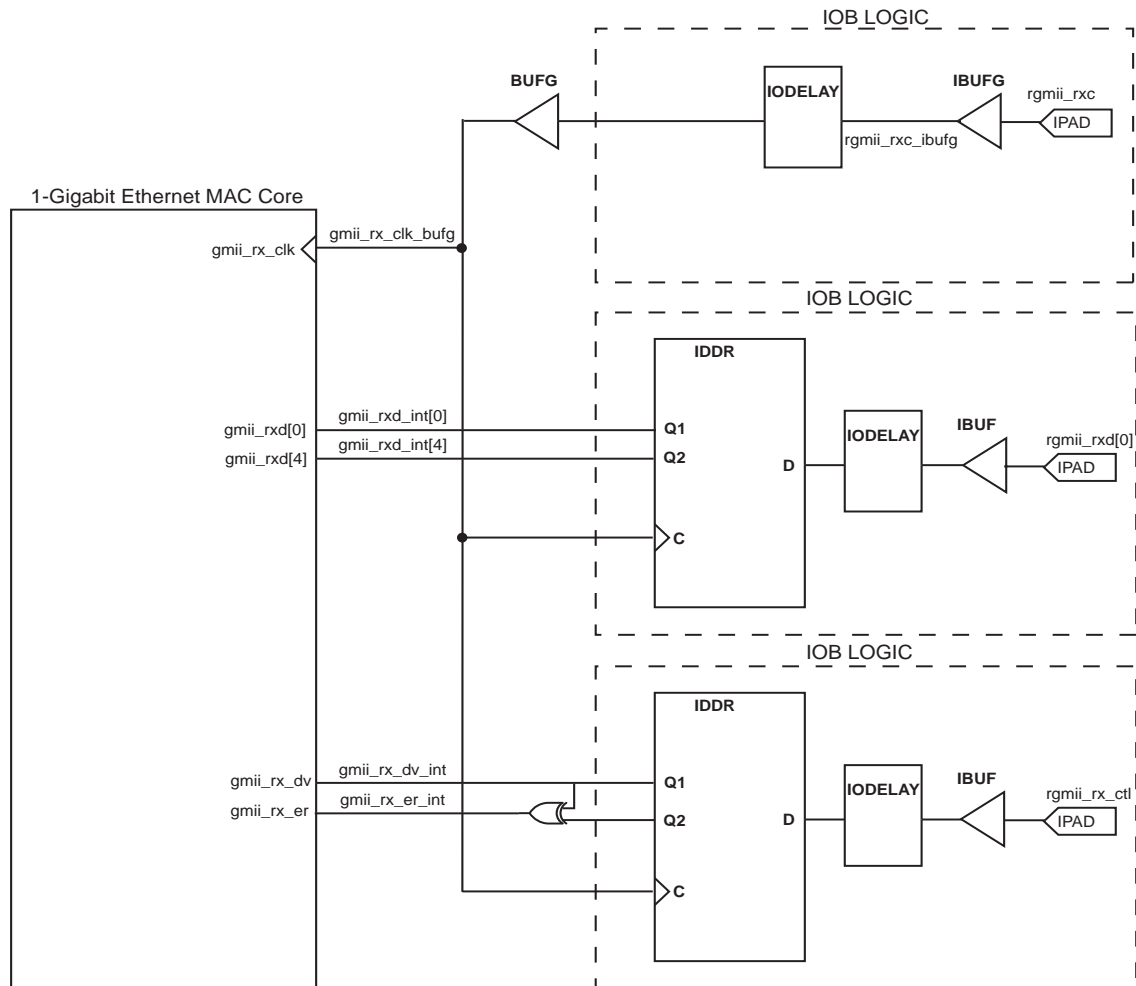 IOB LOGIC
BUFG
IODELAY
IBUFG
rgmii_rxc
IPAD
rgmii_rxc_ibufg
1-Gigabit Ethernet MAC Core
gmii_rx_clk
gmii_rx_clk_bufg
IOB LOGIC
IDDR
gmii_rxd[0]
gmii_rxd_int[0]
Q1
gmii_rxd[4]
gmii_rxd_int[4]
Q2
D
IODELAY
IBUF
rgmii_rxd[0]
IPAD
C
IOB LOGIC
IDDR
gmii_rx_dv
gmii_rx_dv_int
Q1
gmii_rx_er
gmii_rx_er_int
Q2
D
IODELAY
IBUF
rgmii_rx_ctl
IPAD
C